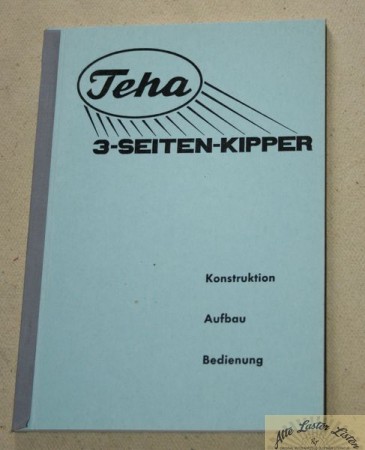 Teha
3-SEITEN-KIPPER
Konstruktion
Aufbau
Bedienung
Alte Laster Listen